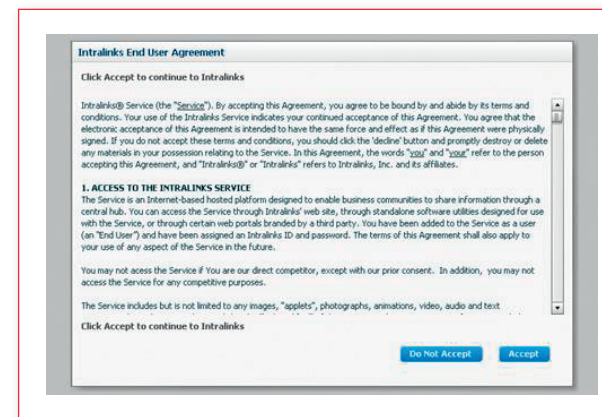 Intralinks End User Agreement
Click Accept to continue to Intralinks
Intralinks® Service (the "Service"). By accepting this Agreement, you agree to be bound by and abide by its terms and
conditions. Your use of the Intralinks Service indicates your continued acceptance of this Agreement. You agree that the
electronic acceptance of this Agreement is intended to have the same force and effect as if this Agreement were physically
signed. If you do not accept these terms and conditions, you should click the 'decline' button and promptly destroy or delete
any materials in your possession relating to the Service. In this Agreement, the words "you" and "your" refer to the person
accepting this Agreement, and "Intralinks®" or "Intralinks" refers to Intralinks, Inc. and its affiliates.
1. ACCESS TO THE INTRALINKS SERVICE
The Service is an Internet-based hosted platform designed to enable business communities to share information through a
central hub. You can access the Service through Intralinks' web site, through standalone software utilities designed for use
with the Service, or through certain web portals branded by a third party. You have been added to the Service as a user
(an "End User") and have been assigned an Intralinks ID and password. The terms of this Agreement shall also apply to
your use of any aspect of the Service in the future.
You may not acess the Service if You are our direct competitor, except with our prior consent. In addition, you may not
access the Service for any competitive purposes.
The Service includes but is not limited to any images, "applets", photographs, animations, video, audio and text
Click Accept to continue to Intralinks
Do Not Accept Accept